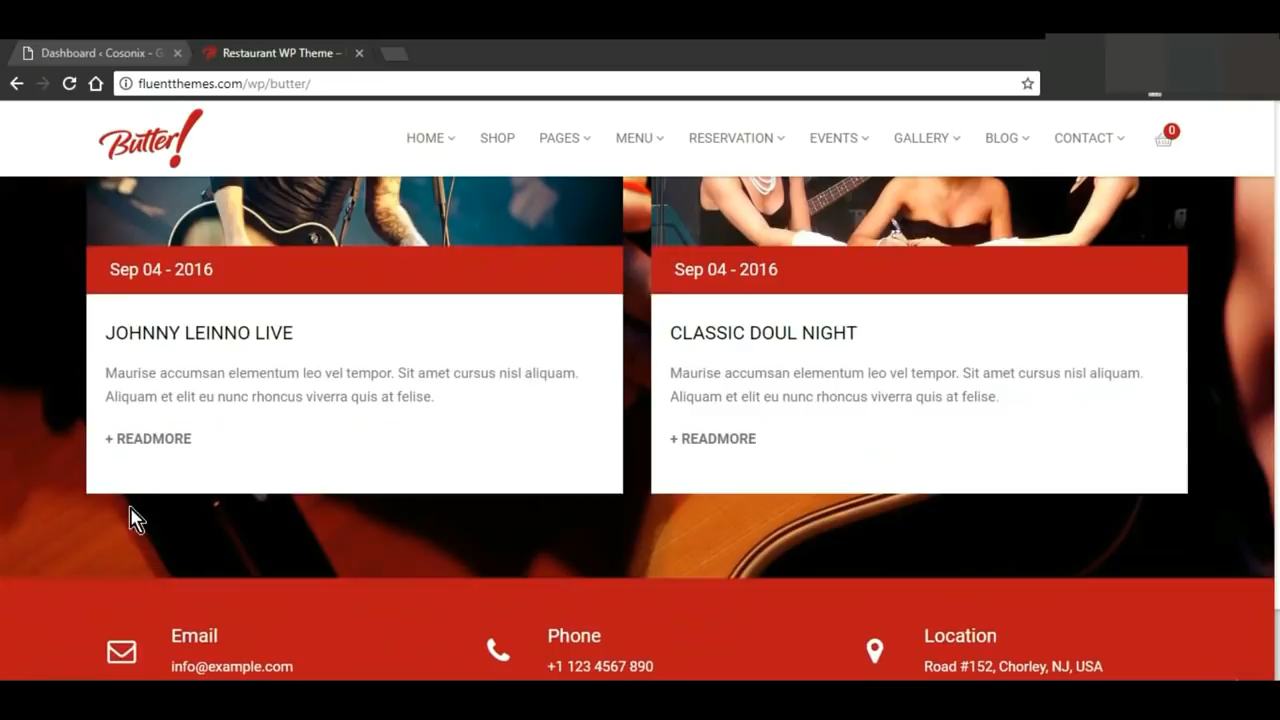 Dashboard ‹ Cosonix - G
Restaurant WP Theme –
fluentthemes.com/wp/butter/
Butter!
HOME
SHOP
PAGES
MENU
RESERVATION
EVENTS
GALLERY
BLOG
CONTACT
0
Sep 04 - 2016
JOHNNY LEINNO LIVE
Maurise accumsan elementum leo vel tempor. Sit amet cursus nisl aliquam.
Aliquam et elit eu nunc rhoncus viverra quis at felise.
+ READMORE
Sep 04 - 2016
CLASSIC DOUL NIGHT
Maurise accumsan elementum leo vel tempor. Sit amet cursus nisl aliquam.
Aliquam et elit eu nunc rhoncus viverra quis at felise.
+ READMORE
Email
info@example.com
Phone
+1 123 4567 890
Location
Road #152, Chorley, NJ, USA